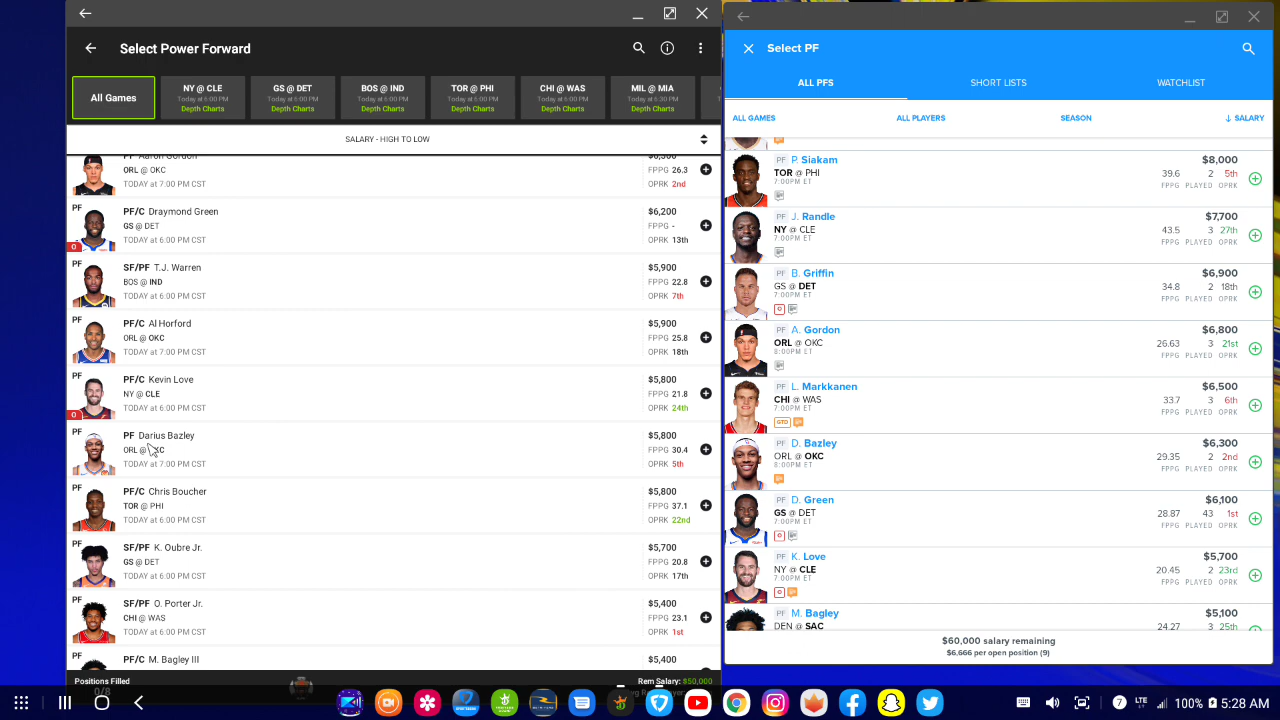 Select Power Forward
All Games
NY @ CLE
Today at 6:00 PM
Depth Charts
GS @ DET
Today at 6:00 PM
Depth Charts
BOS @ IND
Today at 6:00 PM
Depth Charts
TOR @ PHI
Today at 6:00 PM
Depth Charts
CHI @ WAS
Today at 6:00 PM
Depth Charts
MIL @ MIA
Today at 6:30 PM
Depth Charts
SALARY - HIGH TO LOW
PF Aaron Gordon
ORL @ OKC FPPG 26.3
TODAY at 7:00 PM CST OPRK 2nd
PF
PF/C Draymond Green $6,200
GS @ DET FPPG -
O TODAY at 6:00 PM CST OPRK 13th
PF
SF/PF T.J. Warren $5,900
BOS @ IND FPPG 22.8
TODAY at 6:00 PM CST OPRK 7th
PF
PF/C Al Horford $5,900
ORL @ OKC FPPG 25.8
TODAY at 7:00 PM CST OPRK 18th
PF
PF/C Kevin Love $5,800
NY @ CLE FPPG 21.8
O TODAY at 6:00 PM CST OPRK 24th
PF
PF Darius Bazley $5,800
ORL @ FPPG 30.4
TODAY at 7:00 PM CST OPRK 5th
PF
PF/C Chris Boucher $5,800
TOR @ PHI FPPG 37.1
TODAY at 6:00 PM CST OPRK 22nd
PF
SF/PF K. Oubre Jr. $5,700
GS @ DET FPPG 20.8
TODAY at 6:00 PM CST OPRK 17th
PF
SF/PF O. Porter Jr. $5,400
CHI @ WAS FPPG 23.1
TODAY at 6:00 PM CST OPRK 1st
PF
PF/C M. Bagley III $5,400
Positions Filled Rem Salary: $50,000
0/8
Select PF
ALL PFS SHORT LISTS WATCHLIST
ALL GAMES ALL PLAYERS SEASON ↓ SALARY
PF P. Siakam $8,000
TOR @ PHI 39.6 2 5th
7:00PM ET FPPG PLAYED OPRK
PF J. Randle $7,700
NY @ CLE 43.5 3 27th
7:00PM ET FPPG PLAYED OPRK
PF B. Griffin $6,900
GS @ DET 34.8 2 18th
7:00PM ET FPPG PLAYED OPRK
O
PF A. Gordon $6,800
ORL @ OKC 26.63 3 21st
8:00PM ET FPPG PLAYED OPRK
PF L. Markkanen $6,500
CHI @ WAS 33.7 3 6th
7:00PM ET FPPG PLAYED OPRK
GTD
PF D. Bazley $6,300
ORL @ OKC 29.35 2 2nd
8:00PM ET FPPG PLAYED OPRK
PF D. Green $6,100
GS @ DET 28.87 43 1st
7:00PM ET FPPG PLAYED OPRK
O
PF K. Love $5,700
NY @ CLE 20.45 2 23rd
7:00PM ET FPPG PLAYED OPRK
O
PF M. Bagley $5,100
DEN @ SAC 24.27 3 25th
$60,000 salary remaining
$6,666 per open position (9)
7 LTE 100% 5:28 AM